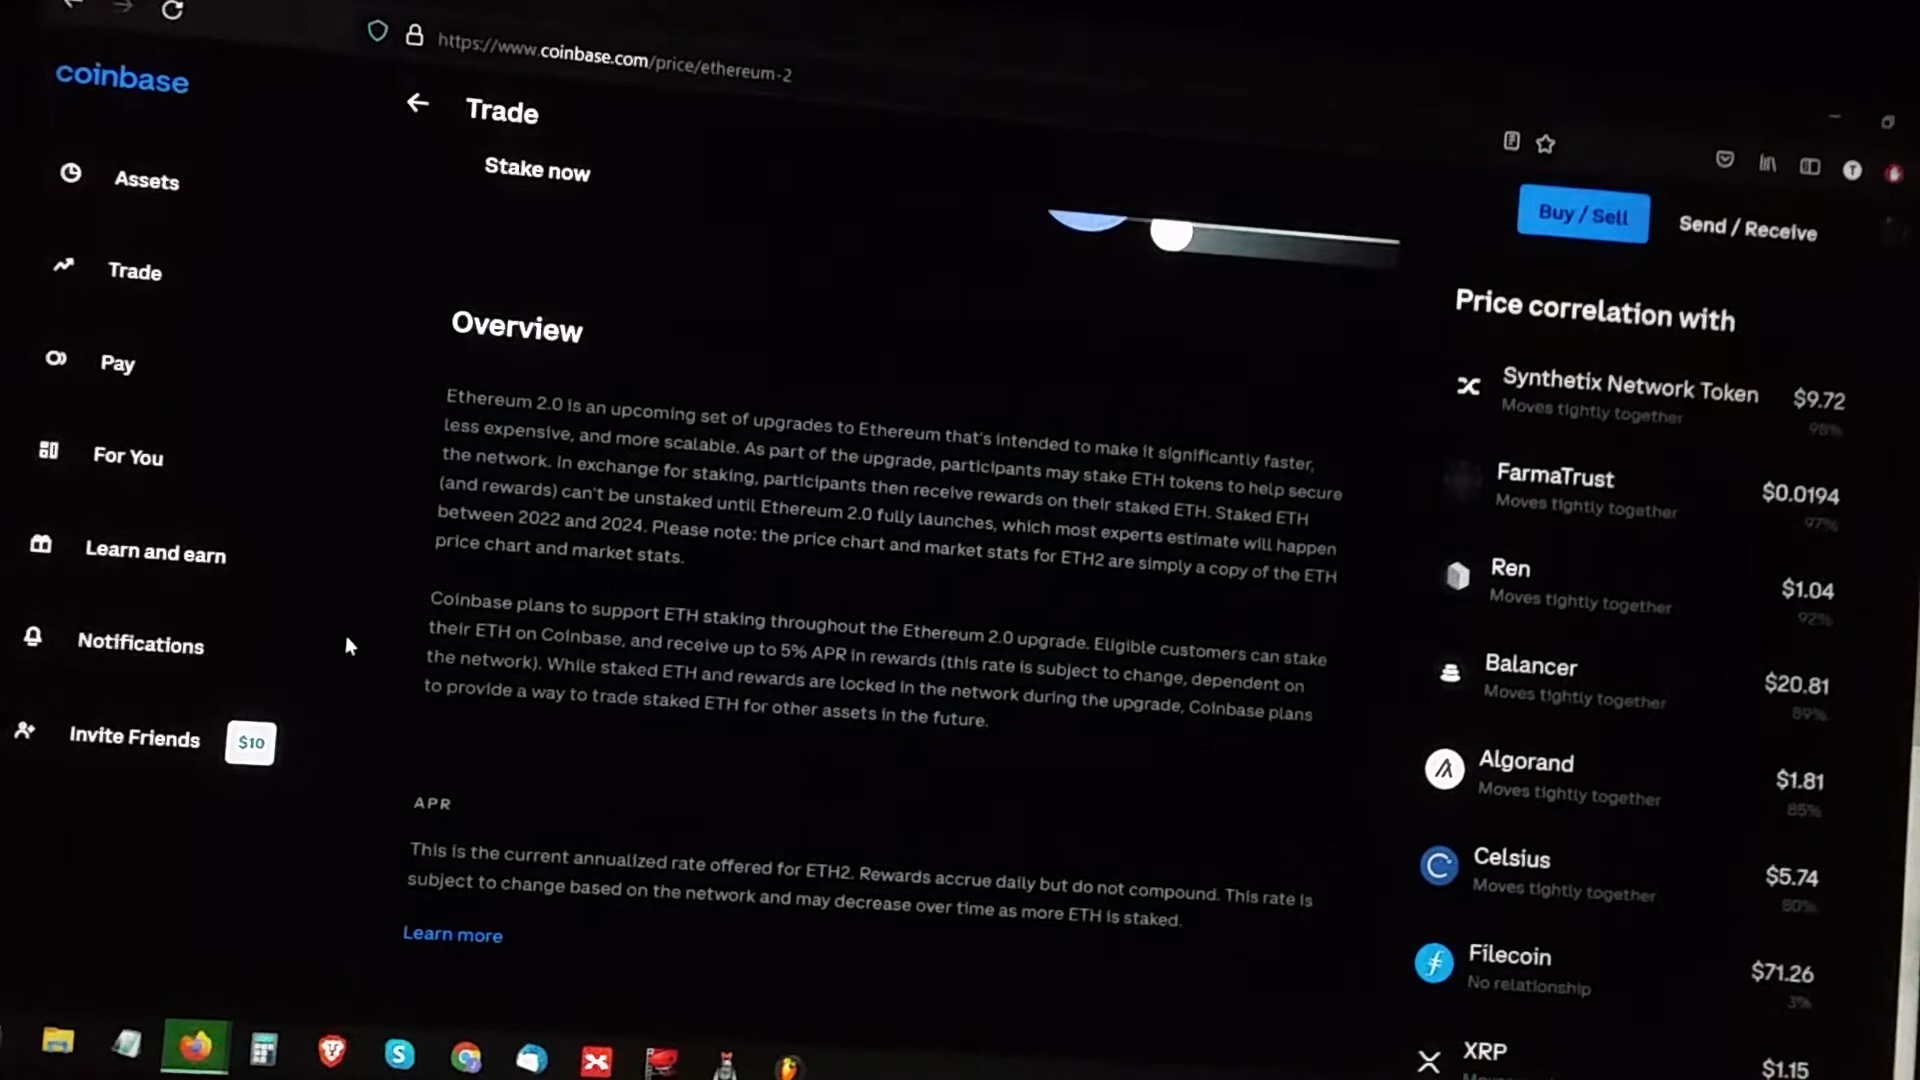 https://www.coinbase.com/price/ethereum-2
coinbase
Trade
Stake now
Assets
Trade
Pay
For You
Learn and earn
Notifications
Invite Friends
$10
Buy / Sell
Send / Receive
Overview
Ethereum 2.0 is an upcoming set of upgrades to Ethereum that's intended to make it significantly faster,
less expensive, and more scalable. As part of the upgrade, participants may stake ETH tokens to help secure
the network. In exchange for staking, participants then receive rewards on their staked ETH. Staked ETH
(and rewards) can't be unstaked until Ethereum 2.0 fully launches, which most experts estimate will happen
between 2022 and 2024. Please note: the price chart and market stats for ETH2 are simply a copy of the ETH
price chart and market stats.
Coinbase plans to support ETH staking throughout the Ethereum 2.0 upgrade. Eligible customers can stake
their ETH on Coinbase, and receive up to 5% APR in rewards (this rate is subject to change, dependent on
the network). While staked ETH and rewards are locked in the network during the upgrade, Coinbase plans
to provide a way to trade staked ETH for other assets in the future.
APR
This is the current annualized rate offered for ETH2. Rewards accrue daily but do not compound. This rate is
subject to change based on the network and may decrease over time as more ETH is staked.
Learn more
Price correlation with
Synthetix Network Token $9.72
Moves tightly together 98%
FarmaTrust $0.0194
Moves tightly together 97%
Ren $1.04
Moves tightly together 92%
Balancer $20.81
Moves tightly together 89%
Algorand $1.81
Moves tightly together 85%
Celsius $5.74
Moves tightly together 80%
Filecoin $71.26
No relationship 3%
XRP $1.15